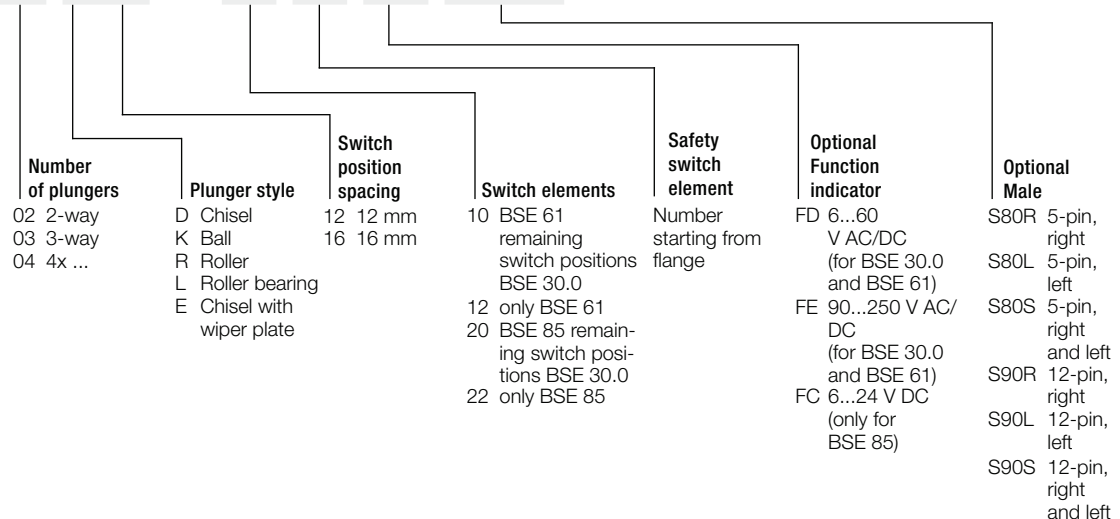 Number
of plungers
02 2-way
03 3-way
04 4x ...
Plunger style
D Chisel
K Ball
R Roller
L Roller bearing
E Chisel with
wiper plate
Switch
position
spacing
12 12 mm
16 16 mm
Switch elements
10 BSE 61
remaining
switch positions
BSE 30.0
12 only BSE 61
20 BSE 85 remain-
ing switch posi-
tions BSE 30.0
22 only BSE 85
Safety
switch
element
Number
starting from
flange
Optional
Function
indicator
FD 6...60
V AC/DC
(for BSE 30.0
and BSE 61)
FE 90...250 V AC/
DC
(for BSE 30.0
and BSE 61)
FC 6...24 V DC
(only for
BSE 85)
Optional
Male
S80R 5-pin,
right
S80L 5-pin,
left
S80S 5-pin,
right
and left
S90R 12-pin,
right
S90L 12-pin,
left
S90S 12-pin,
right
and left